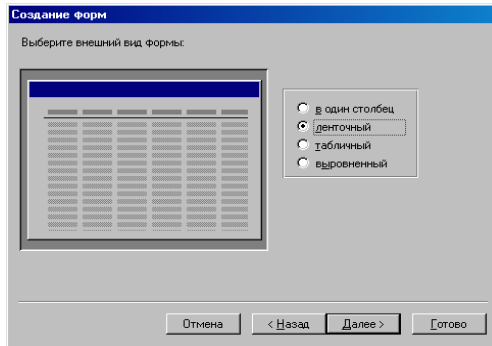 Создание форм
Выберите внешний вид формы:
в один столбец
ленточный
табличный
выровненный
Отмена
< Назад
Далее >
Готово